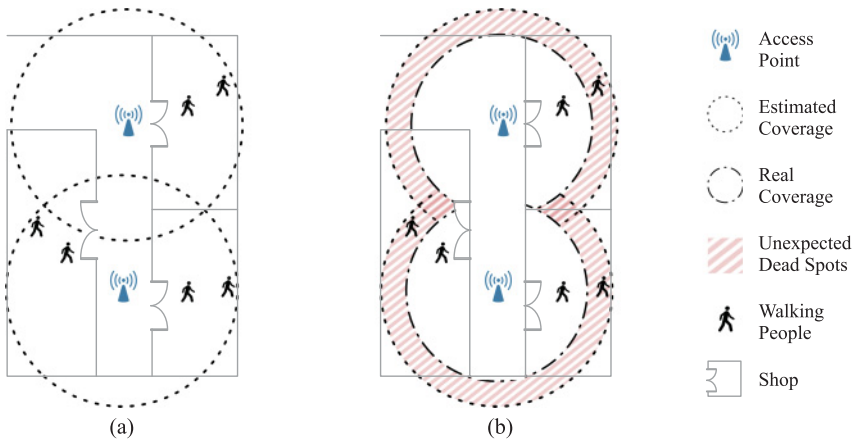 Access
Point
Estimated
Coverage
Real
Coverage
Unexpected
Dead Spots
Walking
People
Shop
(a)
(b)